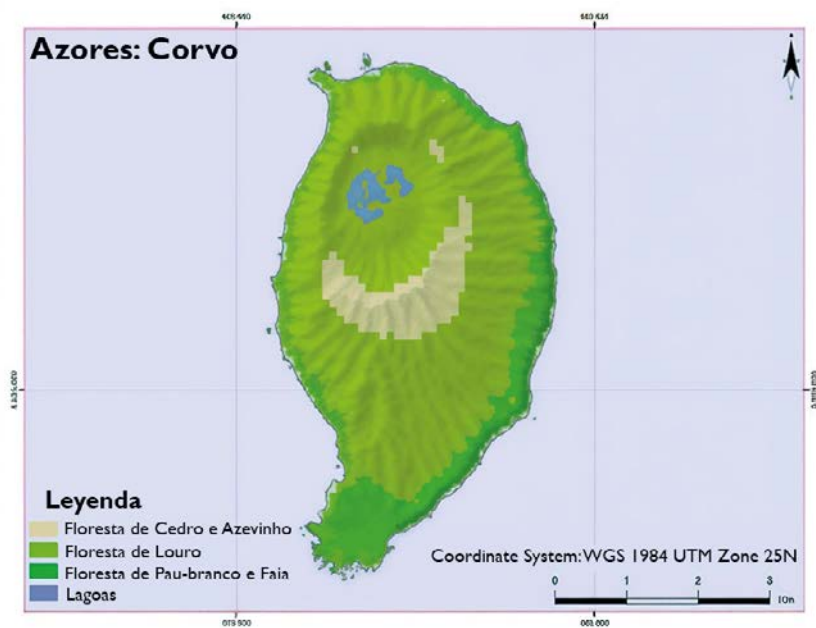 Azores: Corvo
Leyenda
Floresta de Cedro e Azevinho
Floresta de Louro
Floresta de Pau-branco e Faia
Lagoas
Coordinate System: WGS 1984 UTM Zone 25N
0 1 2 3